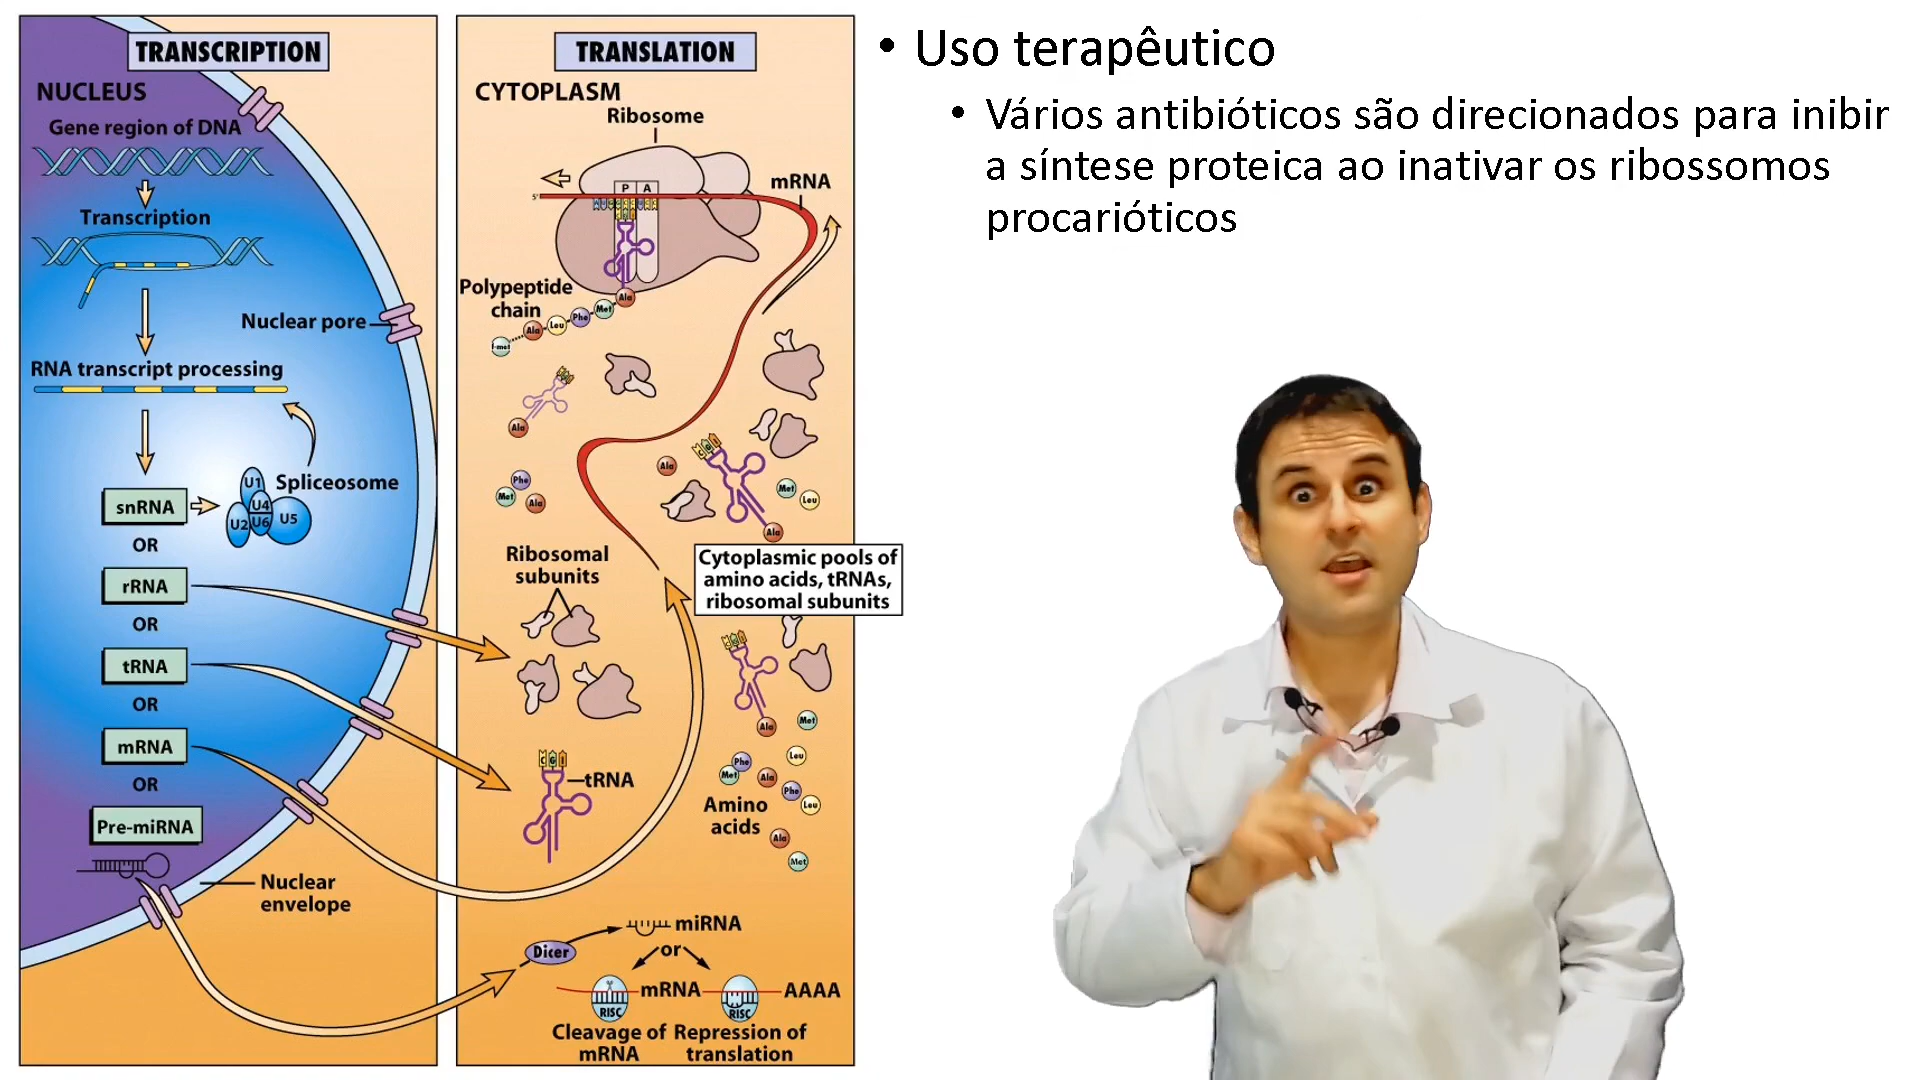 TRANSCRIPTION
NUCLEUS
Gene region of DNA
Transcription
Nuclear pore
RNA transcript processing
Spliceosome
U1
U4
U2 U6 U5
snRNA
OR
rRNA
OR
tRNA
OR
mRNA
OR
Pre-miRNA
Nuclear
envelope
TRANSLATION
CYTOPLASM
Ribosome
mRNA
P A
5'
Polypeptide
chain
f-met
Ala
Leu
Phe
Met
Ala
Ala
Phe
Met
Ala
Ala
C G I
Met
Leu
Ala
Ribosomal
subunits
Cytoplasmic pools of
amino acids, tRNAs,
ribosomal subunits
C G I
Ala
Met
C G I
tRNA
Leu
Phe
Met
Ala
Phe
Leu
Amino
acids
Ala
Met
miRNA
Dicer
or
mRNA
AAAA
RISC
RISC
Cleavage of
mRNA
Repression of
translation
• Uso terapêutico
• Vários antibióticos são direcionados para inibir
a síntese proteica ao inativar os ribossomos
procarióticos